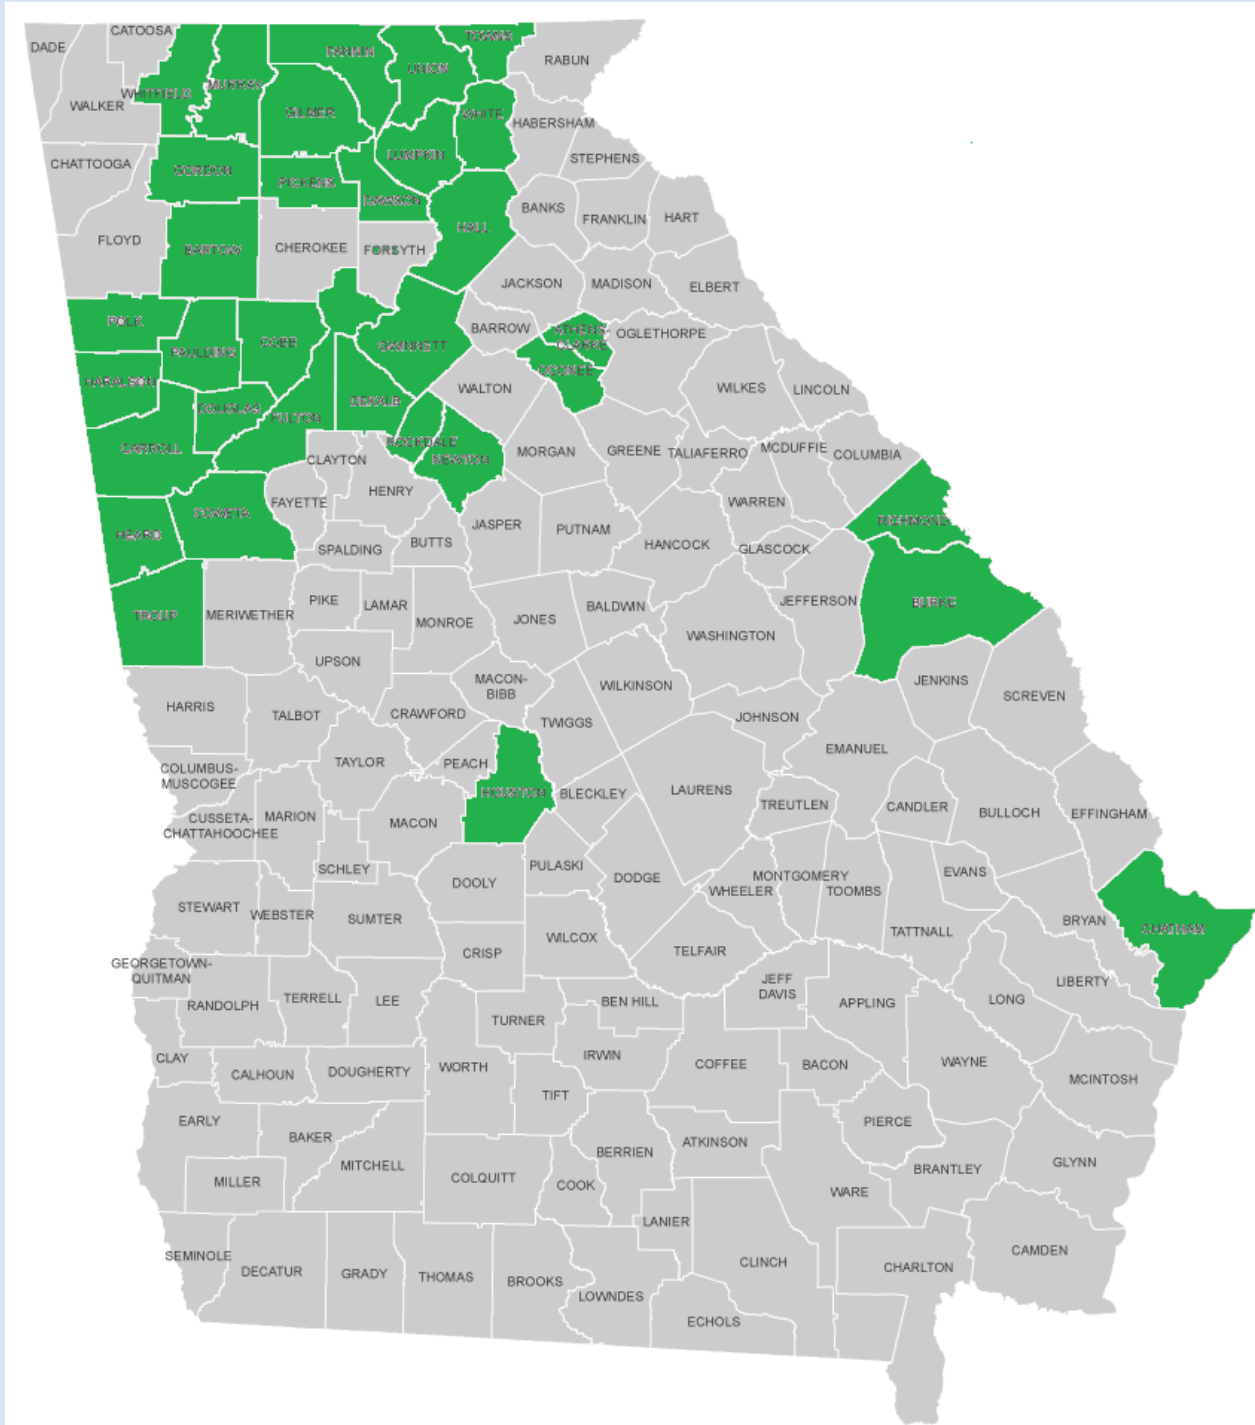 CATOOSA
DADE
TOWNS
FANNIN
UNION
RABUN
MURRAY
WHITFIELD
WALKER
GILMER
WHITE
HABERSHAM
LUMPKIN
STEPHENS
CHATTOOGA
GORDON
PICKENS
DAWSON
BANKS
FRANKLIN
HART
HALL
FLOYD
BARTOW
CHEROKEE
FORSYTH
JACKSON
MADISON
ELBERT
POLK
BARROW
ATHENS-
CLARKE
OGLETHORPE
COBB
GWINNETT
PAULDING
OCONEE
HARALSON
WALTON
WILKES
LINCOLN
DOUGLAS
FULTON
DEKALB
CARROLL
ROCKDALE
NEWTON
MORGAN
GREENE
TALIAFERRO
MCDUFFIE
COLUMBIA
CLAYTON
HENRY
FAYETTE
WARREN
COWETA
RICHMOND
HEARD
JASPER
PUTNAM
SPALDING
BUTTS
HANCOCK
GLASCOCK
TROUP
MERIWETHER
PIKE
LAMAR
MONROE
JONES
BALDWIN
JEFFERSON
BURKE
WASHINGTON
UPSON
MACON-
BIBB
WILKINSON
JENKINS
SCREVEN
HARRIS
TALBOT
CRAWFORD
TWIGGS
JOHNSON
EMANUEL
COLUMBUS-
MUSCOGEE
TAYLOR
PEACH
HOUSTON
BLECKLEY
LAURENS
TREUTLEN
CANDLER
BULLOCH
EFFINGHAM
CUSSETA-
CHATTAHOOCHEE
MARION
MACON
SCHLEY
DOOLY
PULASKI
DODGE
WHEELER
MONTGOMERY
TOOMBS
EVANS
STEWART
WEBSTER
SUMTER
WILCOX
TATTNALL
BRYAN
CHATHAM
CRISP
TELFAIR
GEORGETOWN-
QUITMAN
RANDOLPH
TERRELL
LEE
BEN HILL
JEFF
DAVIS
APPLING
LONG
LIBERTY
TURNER
CLAY
CALHOUN
DOUGHERTY
WORTH
IRWIN
COFFEE
BACON
WAYNE
MCINTOSH
TIFT
EARLY
BAKER
MITCHELL
BERRIEN
ATKINSON
PIERCE
MILLER
COLQUITT
COOK
WARE
BRANTLEY
GLYNN
LANIER
SEMINOLE
DECATUR
GRADY
THOMAS
BROOKS
LOWNDES
CLINCH
CHARLTON
CAMDEN
ECHOLS